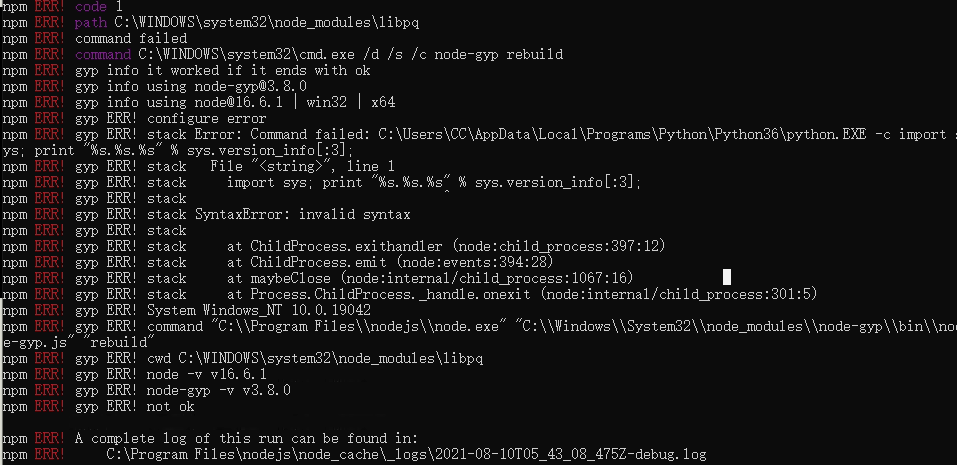 npm ERR! code 1
npm ERR! path C:\WINDOWS\system32\node_modules\libpq
npm ERR! command failed
npm ERR! command C:\WINDOWS\system32\cmd.exe /d /s /c node-gyp rebuild
npm ERR! gyp info it worked if it ends with ok
npm ERR! gyp info using node-gyp@3.8.0
npm ERR! gyp info using node@16.6.1 | win32 | x64
npm ERR! gyp ERR! configure error
npm ERR! gyp ERR! stack Error: Command failed: C:\Users\CC\AppData\Local\Programs\Python\Python36\python.EXE -c import s
ys; print "%s.%s.%s" % sys.version_info[:3];
npm ERR! gyp ERR! stack   File "<string>", line 1
npm ERR! gyp ERR! stack     import sys; print "%s.%s.%s" % sys.version_info[:3];
npm ERR! gyp ERR! stack                                ^
npm ERR! gyp ERR! stack SyntaxError: invalid syntax
npm ERR! gyp ERR! stack
npm ERR! gyp ERR! stack     at ChildProcess.exithandler (node:child_process:397:12)
npm ERR! gyp ERR! stack     at ChildProcess.emit (node:events:394:28)
npm ERR! gyp ERR! stack     at maybeClose (node:internal/child_process:1067:16)
npm ERR! gyp ERR! stack     at Process.ChildProcess._handle.onexit (node:internal/child_process:301:5)
npm ERR! gyp ERR! System Windows_NT 10.0.19042
npm ERR! gyp ERR! command "C:\\Program Files\\nodejs\\node.exe" "C:\\Windows\\System32\\node_modules\\node-gyp\\bin\\nod
e-gyp.js" "rebuild"
npm ERR! gyp ERR! cwd C:\WINDOWS\system32\node_modules\libpq
npm ERR! gyp ERR! node -v v16.6.1
npm ERR! gyp ERR! node-gyp -v v3.8.0
npm ERR! gyp ERR! not ok
npm ERR! A complete log of this run can be found in:
npm ERR!     C:\Program Files\nodejs\node_cache\_logs\2021-08-10T05_43_08_475Z-debug.log